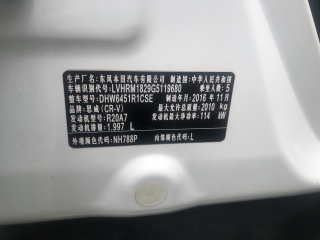 厂名：东风本田汽车有限公司 制造国：中华人民共和国
车辆识别代号：LVHRM1829G5119680 乘坐人数：5
车辆型号：DHW6451R1CSE 制造年月：2016 年 11月
品牌：思威(CR-V) 最大允许总质量：2010 kg
发动机型号：R20A7 发动机最大净功率：114 kW
发动机排量：1.997 L
外观颜色代码：NH788P 内饰颜色代码：L